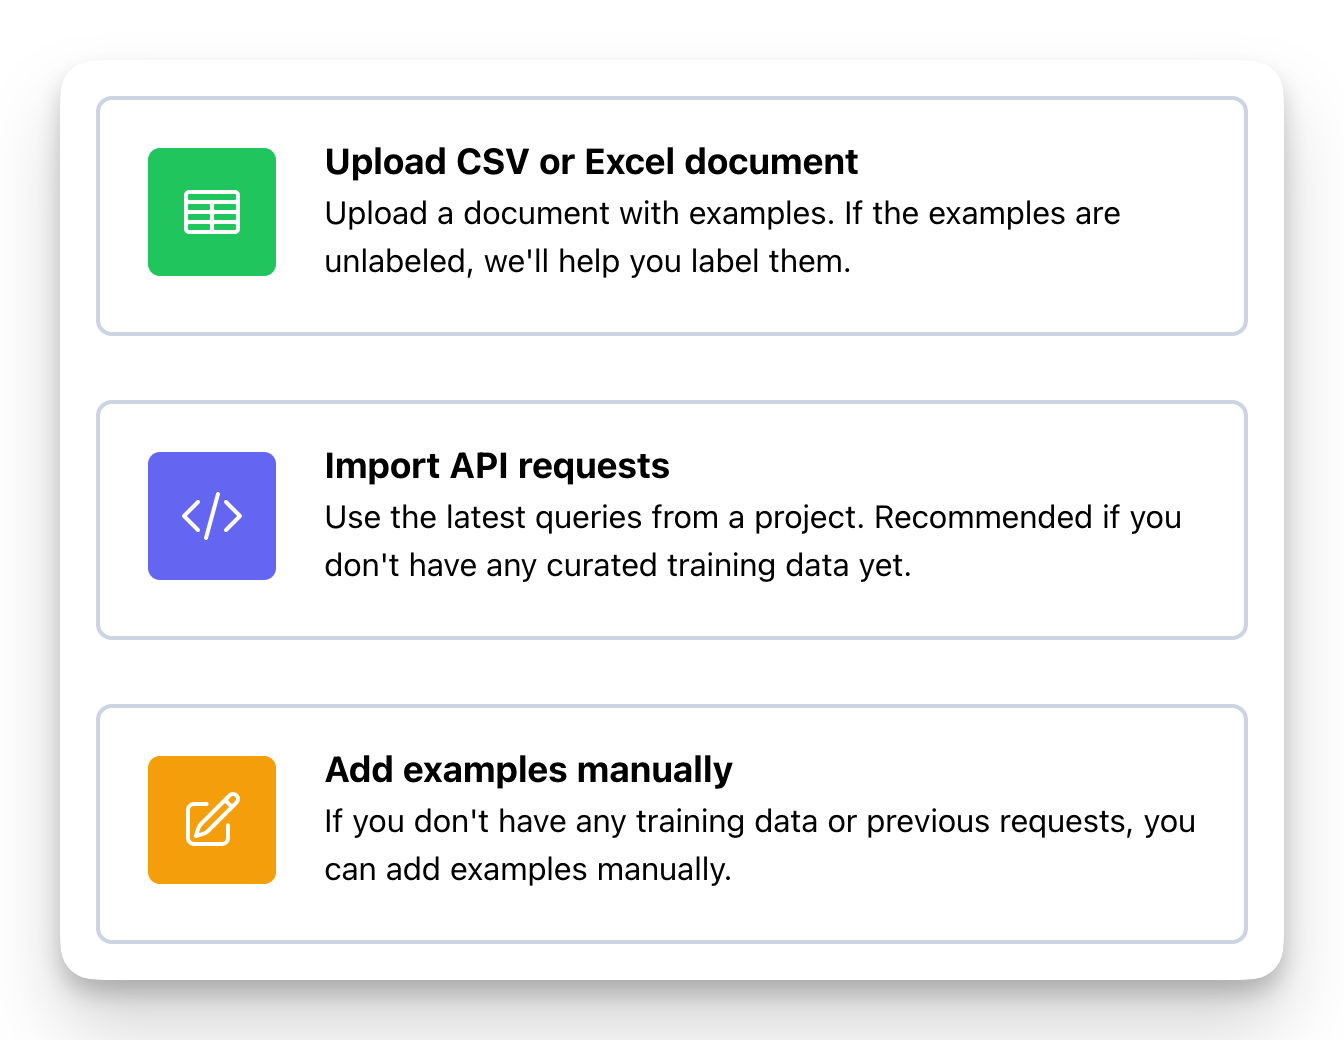 Upload CSV or Excel document
Upload a document with examples. If the examples are
unlabeled, we'll help you label them.
Import API requests
Use the latest queries from a project. Recommended if you
don't have any curated training data yet.
Add examples manually
If you don't have any training data or previous requests, you
can add examples manually.